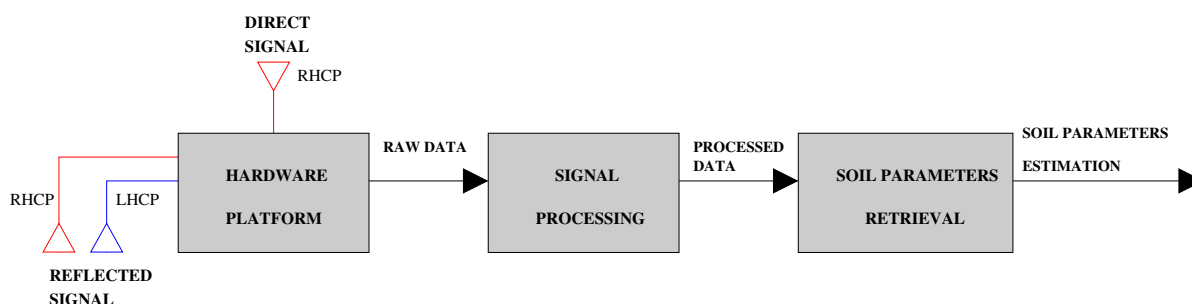 DIRECT
SIGNAL
RHCP
RHCP
LHCP
REFLECTED
SIGNAL
HARDWARE
PLATFORM
RAW DATA
SIGNAL
PROCESSING
PROCESSED
DATA
SOIL PARAMETERS
RETRIEVAL
SOIL PARAMETERS
ESTIMATION